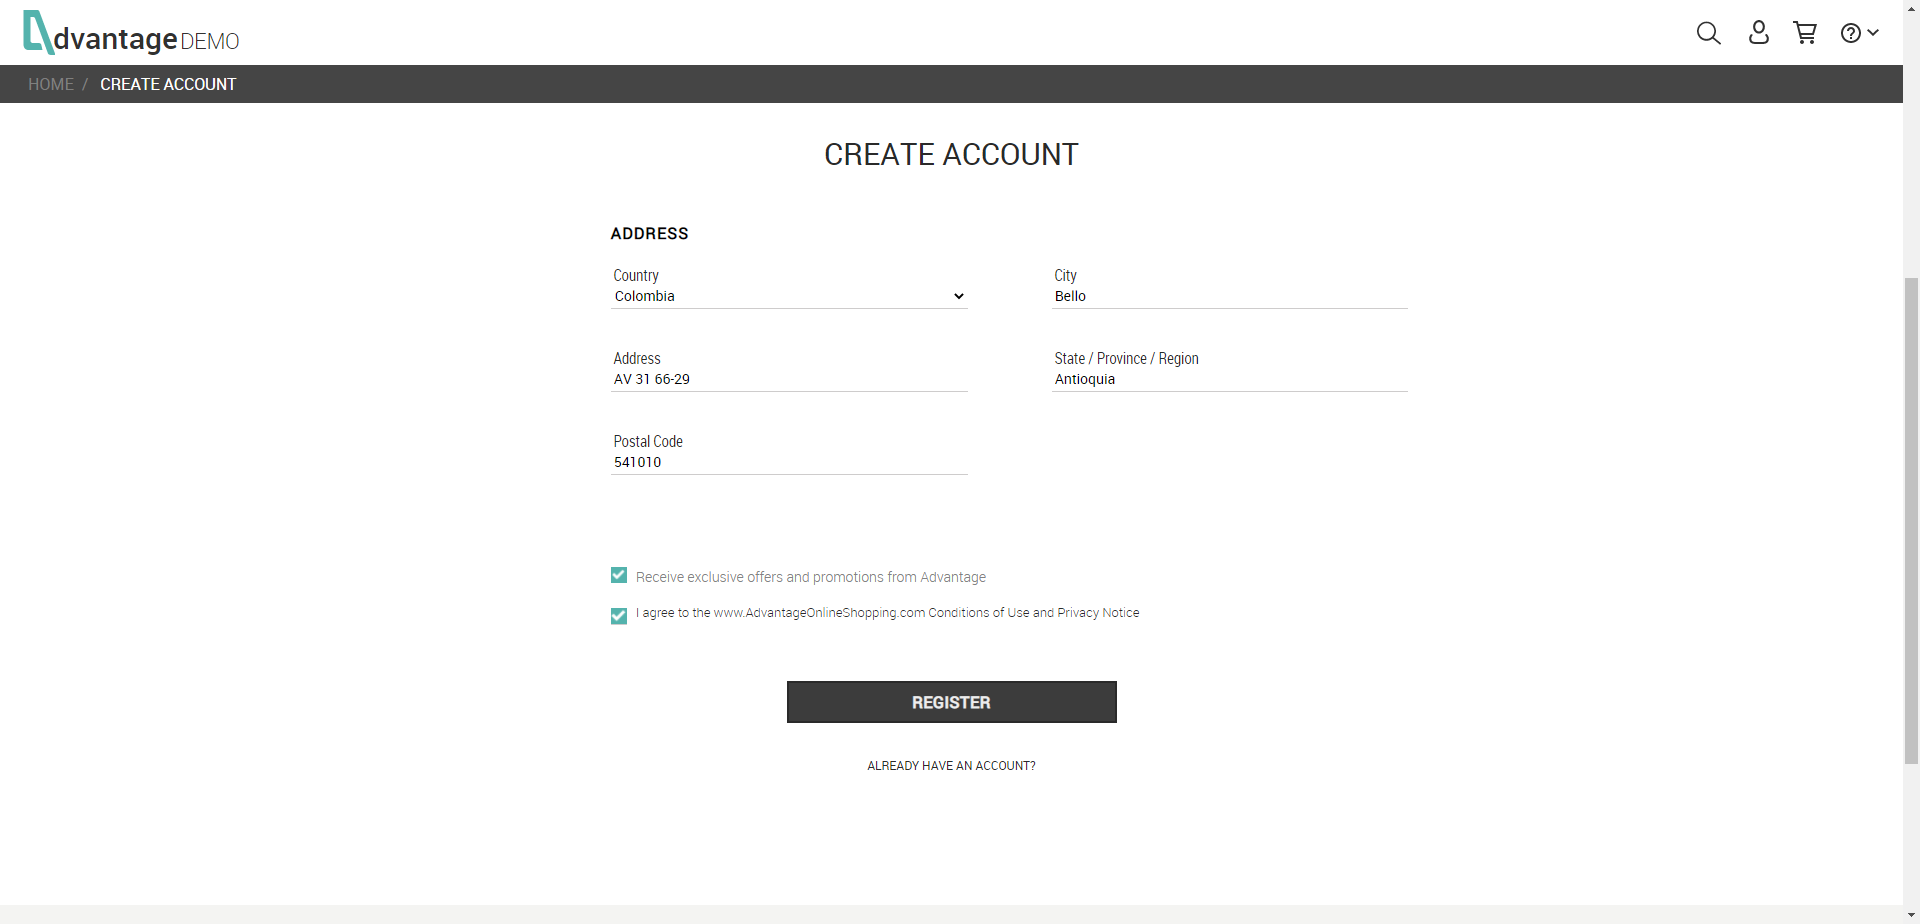 dvantage DEMO
HOME / CREATE ACCOUNT
CREATE ACCOUNT
ADDRESS
Country
Colombia
City
Bello
Address
AV 31 66-29
State / Province / Region
Antioquia
Postal Code
541010
Receive exclusive offers and promotions from Advantage
I agree to the www.AdvantageOnlineShopping.com Conditions of Use and Privacy Notice
REGISTER
ALREADY HAVE AN ACCOUNT?